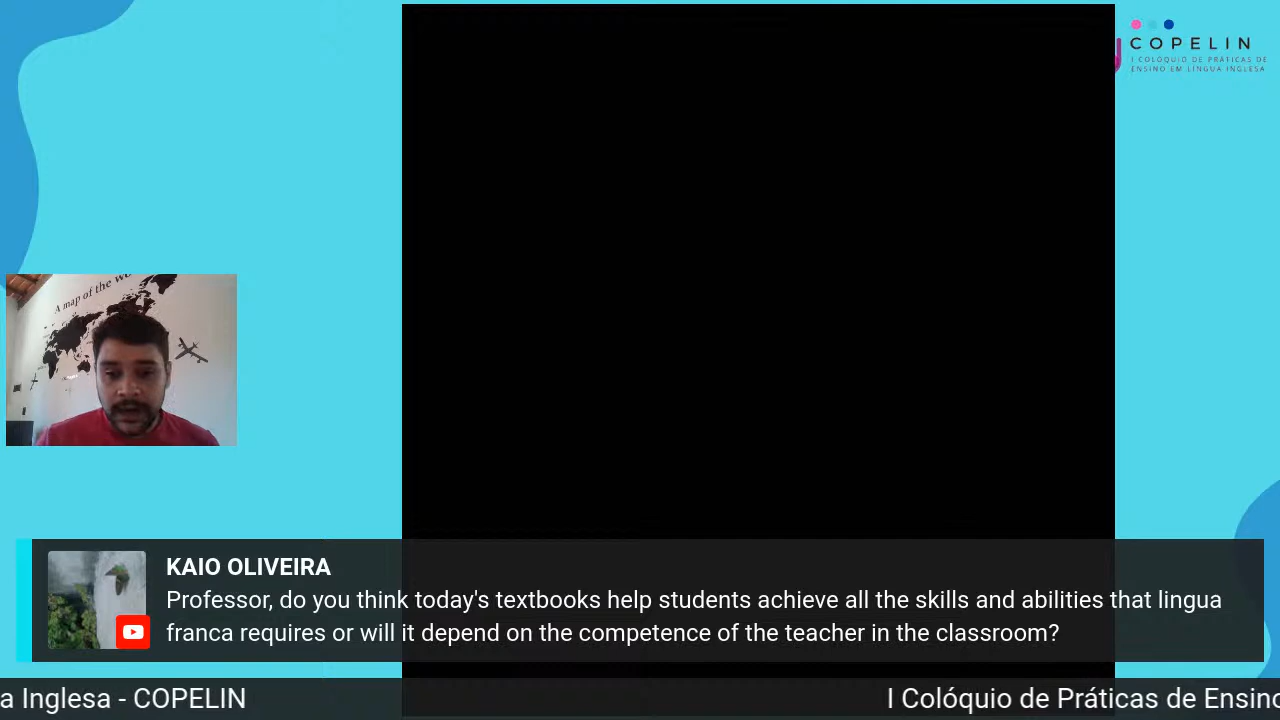 COPELIN
I COLÓQUIO DE PRÁTICAS DE
ENSINO EM LÍNGUA INGLESA
A map of the wo
KAIO OLIVEIRA
Professor, do you think today's textbooks help students achieve all the skills and abilities that lingua
franca requires or will it depend on the competence of the teacher in the classroom?
a Inglesa - COPELIN
I Colóquio de Práticas de Ensino